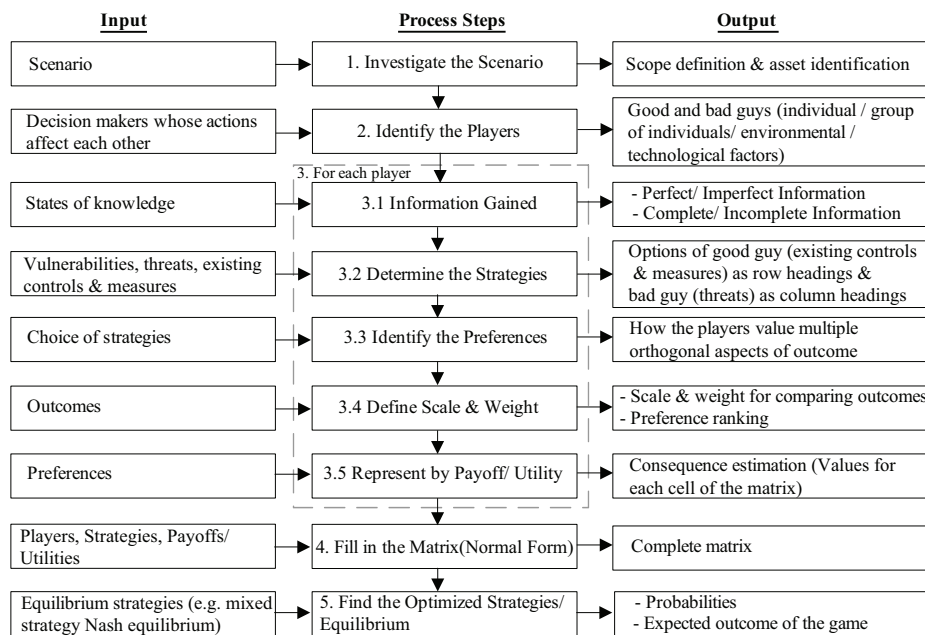 Input
Process Steps
Output
Scenario
1. Investigate the Scenario
Scope definition & asset identification
Decision makers whose actions
affect each other
2. Identify the Players
Good and bad guys (individual / group
of individuals/ environmental /
technological factors)
3. For each player
States of knowledge
3.1 Information Gained
- Perfect/ Imperfect Information
- Complete/ Incomplete Information
Vulnerabilities, threats, existing
controls & measures
3.2 Determine the Strategies
Options of good guy (existing controls
& measures) as row headings &
bad guy (threats) as column headings
Choice of strategies
3.3 Identify the Preferences
How the players value multiple
orthogonal aspects of outcome
Outcomes
3.4 Define Scale & Weight
- Scale & weight for comparing outcomes
- Preference ranking
Preferences
3.5 Represent by Payoff/ Utility
Consequence estimation (Values for
each cell of the matrix)
Players, Strategies, Payoffs/
Utilities
4. Fill in the Matrix(Normal Form)
Complete matrix
Equilibrium strategies (e.g. mixed
strategy Nash equilibrium)
5. Find the Optimized Strategies/
Equilibrium
- Probabilities
- Expected outcome of the game